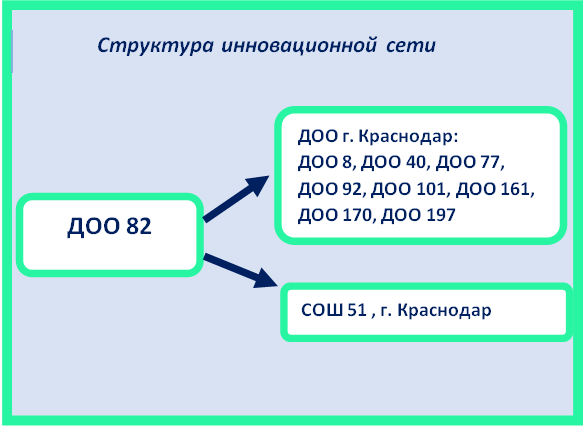 Структура инновационной сети
ДОО г. Краснодар:
ДОО 8, ДОО 40, ДОО 77,
ДОО 92, ДОО 101, ДОО 161,
ДОО 170, ДОО 197
ДОО 82
СОШ 51 , г. Краснодар